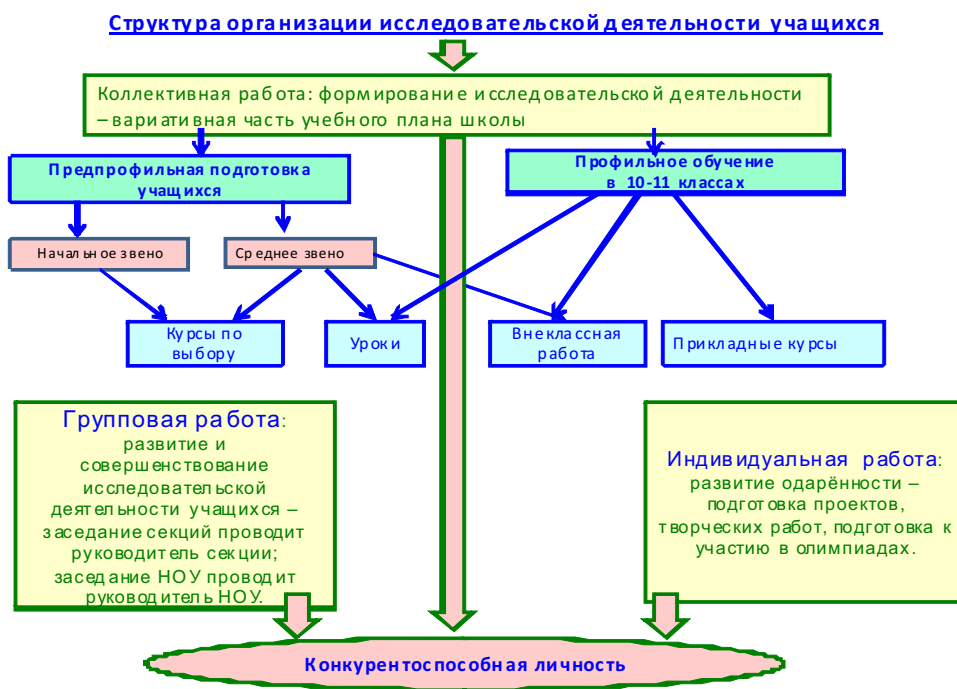 Структура организации исследовательской деятельности учащихся
Коллективная работа: формирование исследовательской деятельности
– вариативная часть учебного плана школы
Предпрофильная подготовка
учащихся
Профильное обучение
в 10-11 классах
Начальное звено
Среднее звено
Курсы по
выбору
Уроки
Внеклассная
работа
Прикладные курсы
Групповая работа:
развитие и
совершенствование
исследовательской
деятельности учащихся –
заседание секций проводит
руководитель секции;
заседание НОУ проводит
руководитель НОУ.
Индивидуальная работа:
развитие одарённости –
подготовка проектов,
творческих работ, подготовка к
участию в олимпиадах.
Конкурентоспособная личность